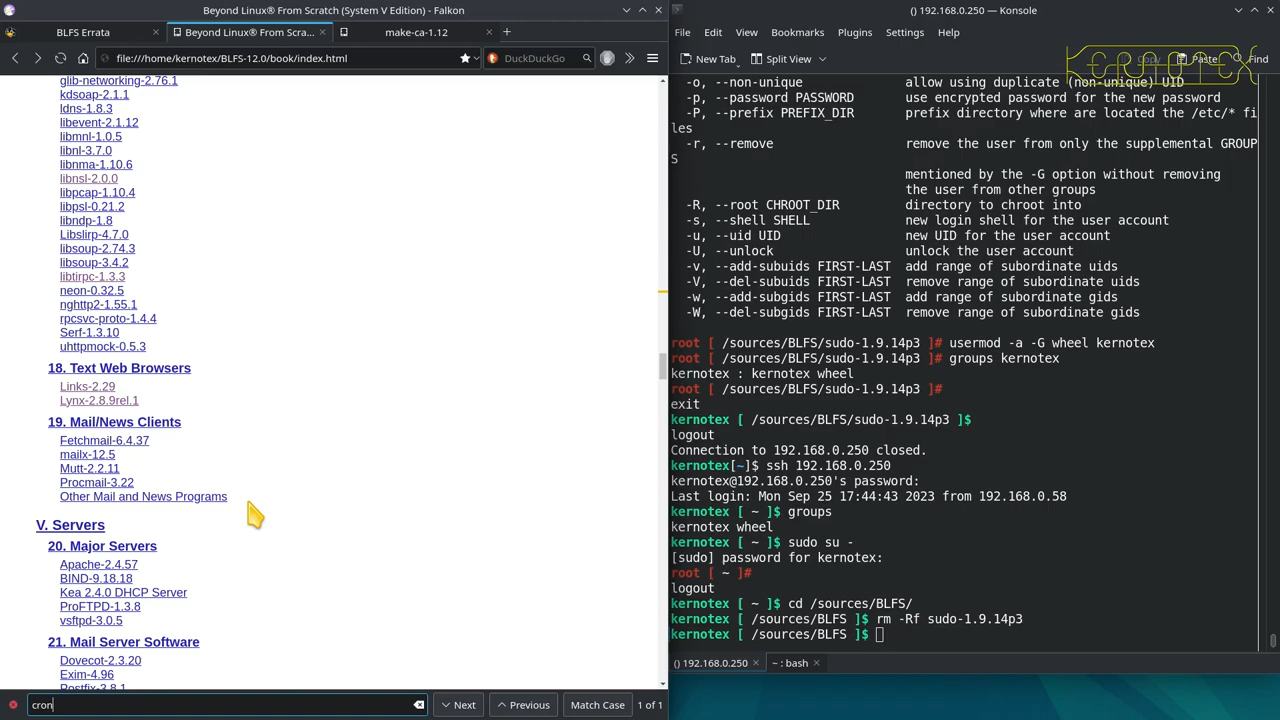 Beyond Linux® From Scratch (System V Edition) - Falkon
BLFS Errata
Beyond Linux® From Scra...
make-ca-1.12
file:///home/kernotex/BLFS-12.0/book/index.html
DuckDuckGo
glib-networking-2.76.1
kdsoap-2.1.1
ldns-1.8.3
libevent-2.1.12
libmnl-1.0.5
libnl-3.7.0
libnma-1.10.6
libnsl-2.0.0
libpcap-1.10.4
libpsl-0.21.2
libndp-1.8
Libslirp-4.7.0
libsoup-2.74.3
libsoup-3.4.2
libtirpc-1.3.3
neon-0.32.5
nghttp2-1.55.1
rpcsvc-proto-1.4.4
Serf-1.3.10
uhttpmock-0.5.3
18. Text Web Browsers
Links-2.29
Lynx-2.8.9rel.1
19. Mail/News Clients
Fetchmail-6.4.37
mailx-12.5
Mutt-2.2.11
Procmail-3.22
Other Mail and News Programs
V. Servers
20. Major Servers
Apache-2.4.57
BIND-9.18.18
Kea 2.4.0 DHCP Server
ProFTPD-1.3.8
vsftpd-3.0.5
21. Mail Server Software
Dovecot-2.3.20
Exim-4.96
Postfix-3.8.1
cron
Next
Previous
Match Case
1 of 1
() 192.168.0.250 — Konsole
File Edit View Bookmarks Plugins Settings Help
New Tab
Split View
Copy
Paste
Find
KERNOTEX
-o, --non-unique allow using duplicate (non-unique) UID
-p, --password PASSWORD use encrypted password for the new password
-P, --prefix PREFIX_DIR prefix directory where are located the /etc/* fi
les
-r, --remove remove the user from only the supplemental GROUP
S
mentioned by the -G option without removing
the user from other groups
-R, --root CHROOT_DIR directory to chroot into
-s, --shell SHELL new login shell for the user account
-u, --uid UID new UID for the user account
-U, --unlock unlock the user account
-v, --add-subuids FIRST-LAST add range of subordinate uids
-V, --del-subuids FIRST-LAST remove range of subordinate uids
-w, --add-subgids FIRST-LAST add range of subordinate gids
-W, --del-subgids FIRST-LAST remove range of subordinate gids
root [ /sources/BLFS/sudo-1.9.14p3 ]# usermod -a -G wheel kernotex
root [ /sources/BLFS/sudo-1.9.14p3 ]# groups kernotex
kernotex : kernotex wheel
root [ /sources/BLFS/sudo-1.9.14p3 ]#
exit
kernotex [ /sources/BLFS/sudo-1.9.14p3 ]$
logout
Connection to 192.168.0.250 closed.
kernotex[~]$ ssh 192.168.0.250
kernotex@192.168.0.250's password:
Last login: Mon Sep 25 17:44:43 2023 from 192.168.0.58
kernotex [ ~ ]$ groups
kernotex wheel
kernotex [ ~ ]$ sudo su -
[sudo] password for kernotex:
root [ ~ ]#
logout
kernotex [ ~ ]$ cd /sources/BLFS/
kernotex [ /sources/BLFS ]$ rm -Rf sudo-1.9.14p3
kernotex [ /sources/BLFS ]$
() 192.168.0.250
~ : bash